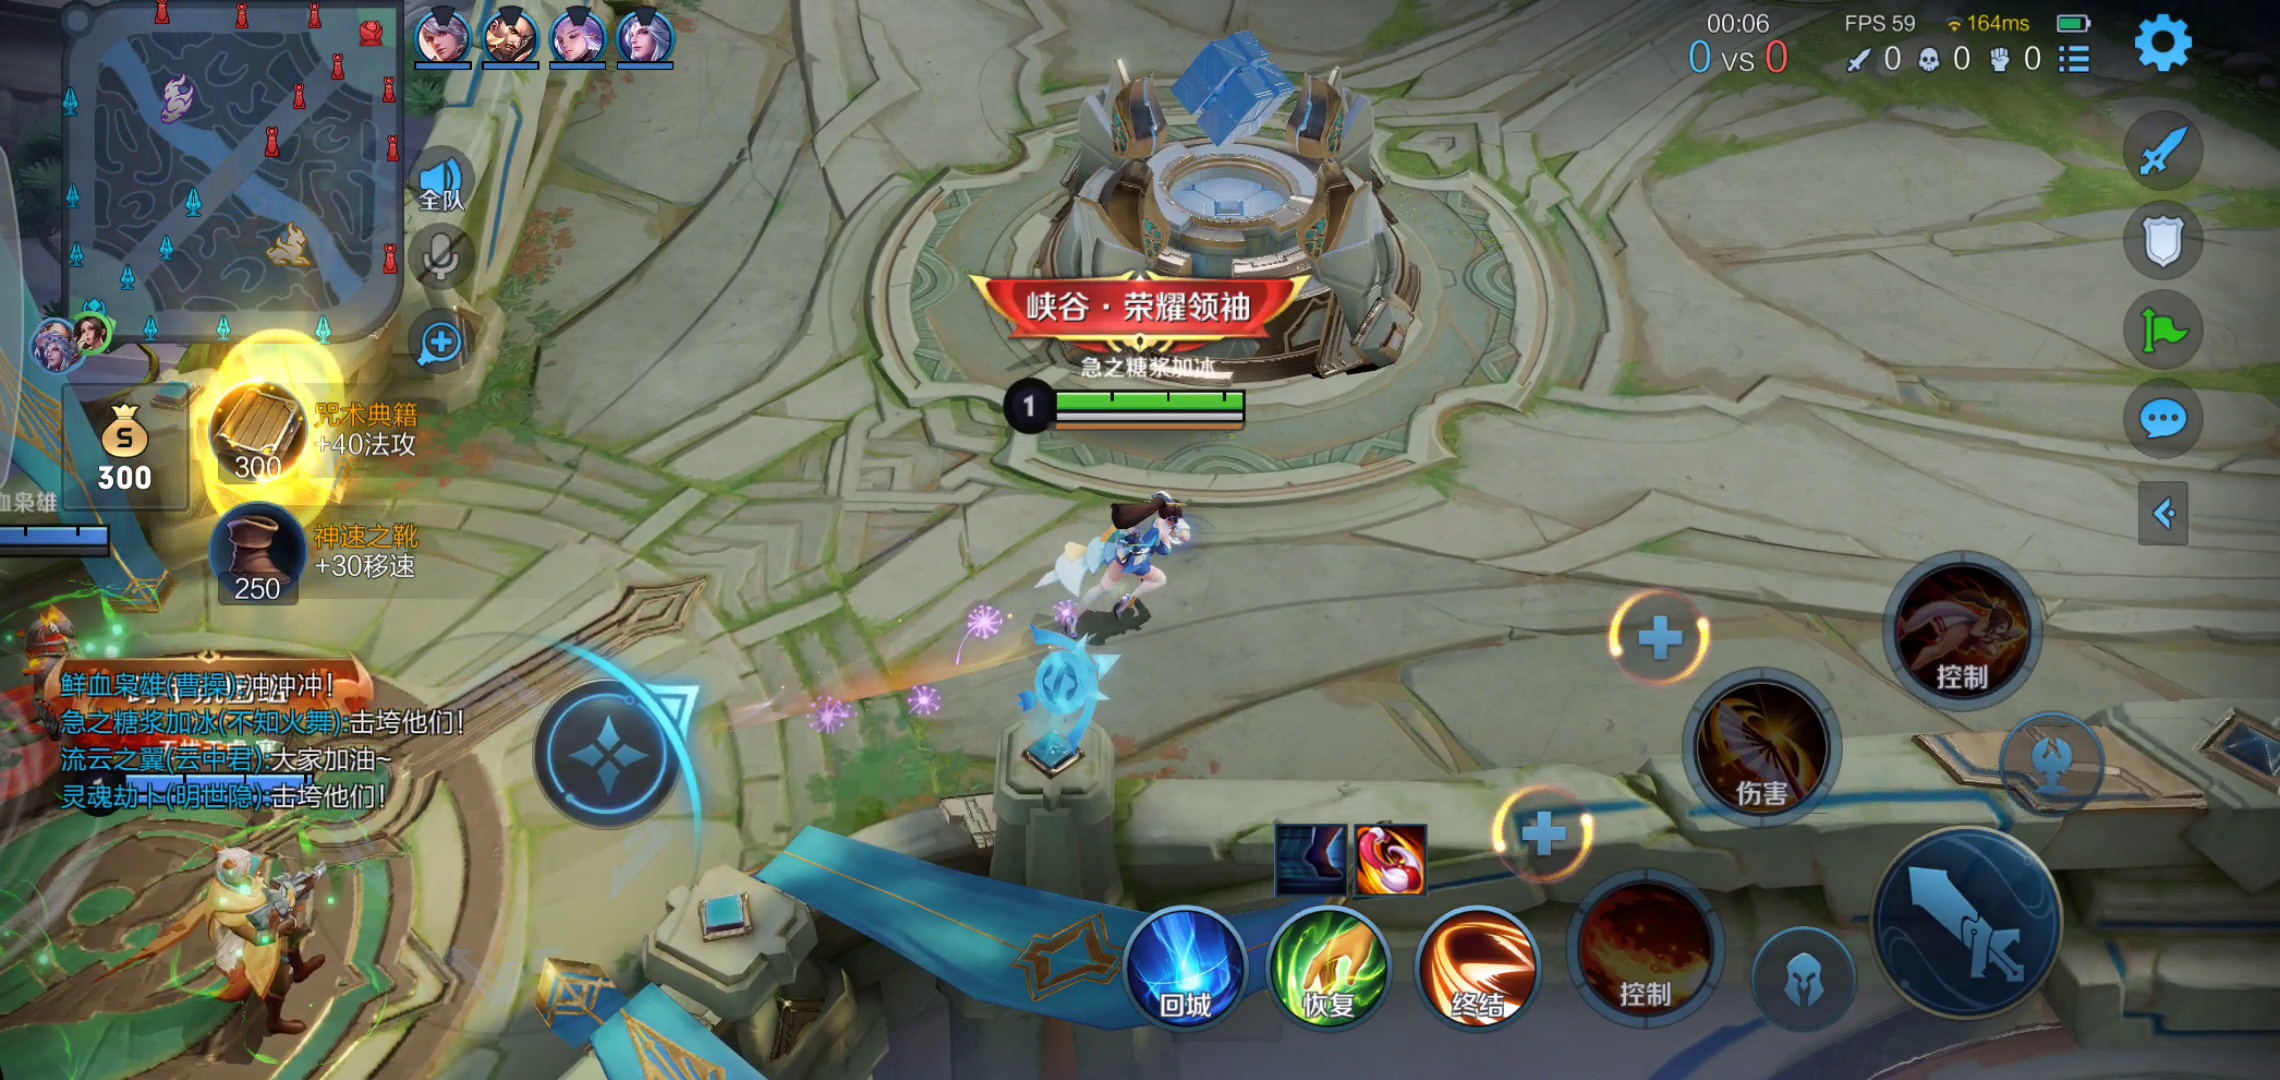 00:06
FPS 59
164ms
0 VS 0
0
0
0
全队
峡谷·荣耀领袖
急之糖浆加冰
1
300
咒术典籍
+40法攻
300
神速之靴
+30移速
250
血枭雄
鲜血枭雄(曹操):冲冲冲!
急之糖浆加冰(不知火舞):击垮他们!
流云之翼(云中君):大家加油~
灵魂劫卡(明世隐):击垮他们!
控制
伤害
控制
回城
恢复
终结